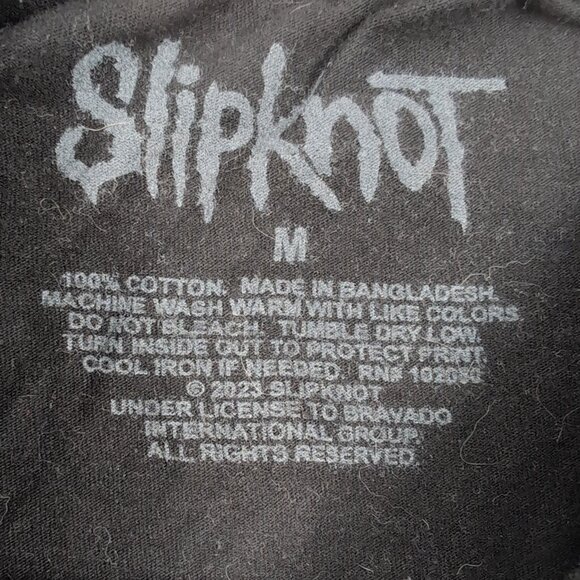 Slipknot
M
100% COTTON. MADE IN BANGLADESH.
MACHINE WASH WARM WITH LIKE COLORS
DO NOT BLEACH. TUMBLE DRY LOW.
TURN INSIDE OUT TO PROTECT PRINT.
COOL IRON IF NEEDED. RN#
© 2023 SLIPKNOT
UNDER LICENSE TO BRAVADO
INTERNATIONAL GROUP.
ALL RIGHTS RESERVED.